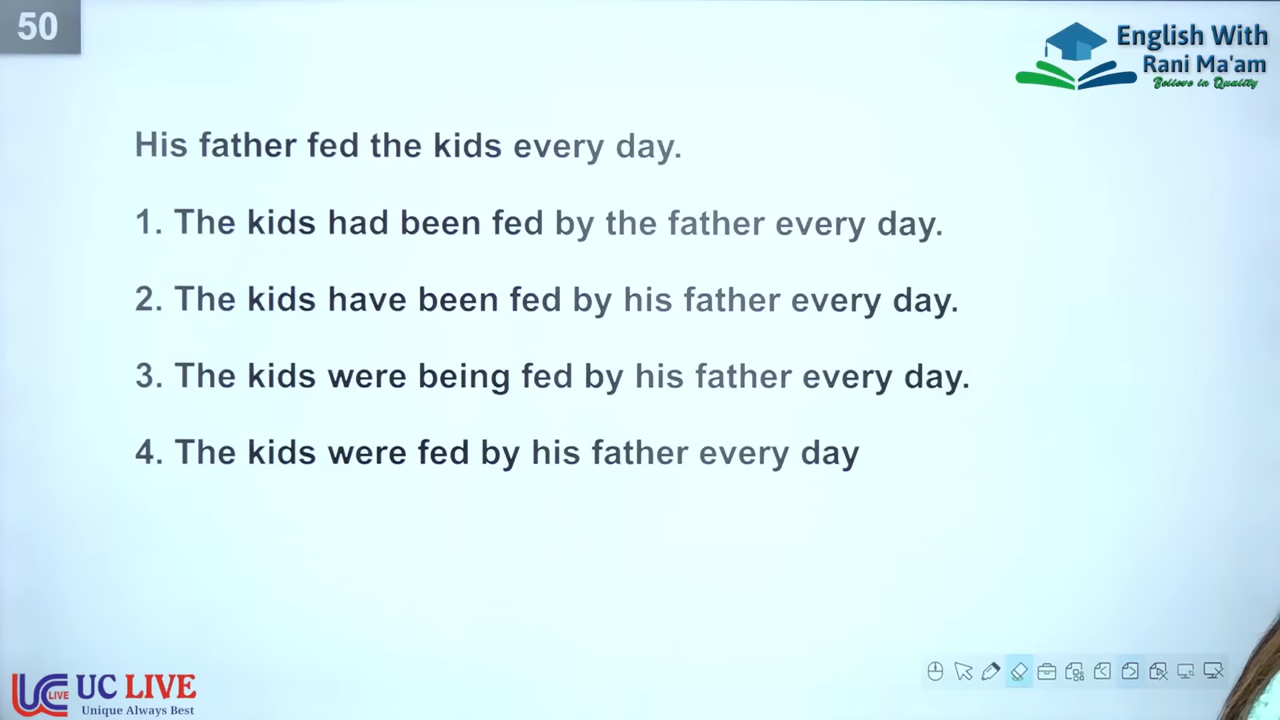 50
English With
Rani Ma'am
Believe in Quality
His father fed the kids every day.
1. The kids had been fed by the father every day.
2. The kids have been fed by his father every day.
3. The kids were being fed by his father every day.
4. The kids were fed by his father every day
UC LIVE
LIVE
Unique Always Best